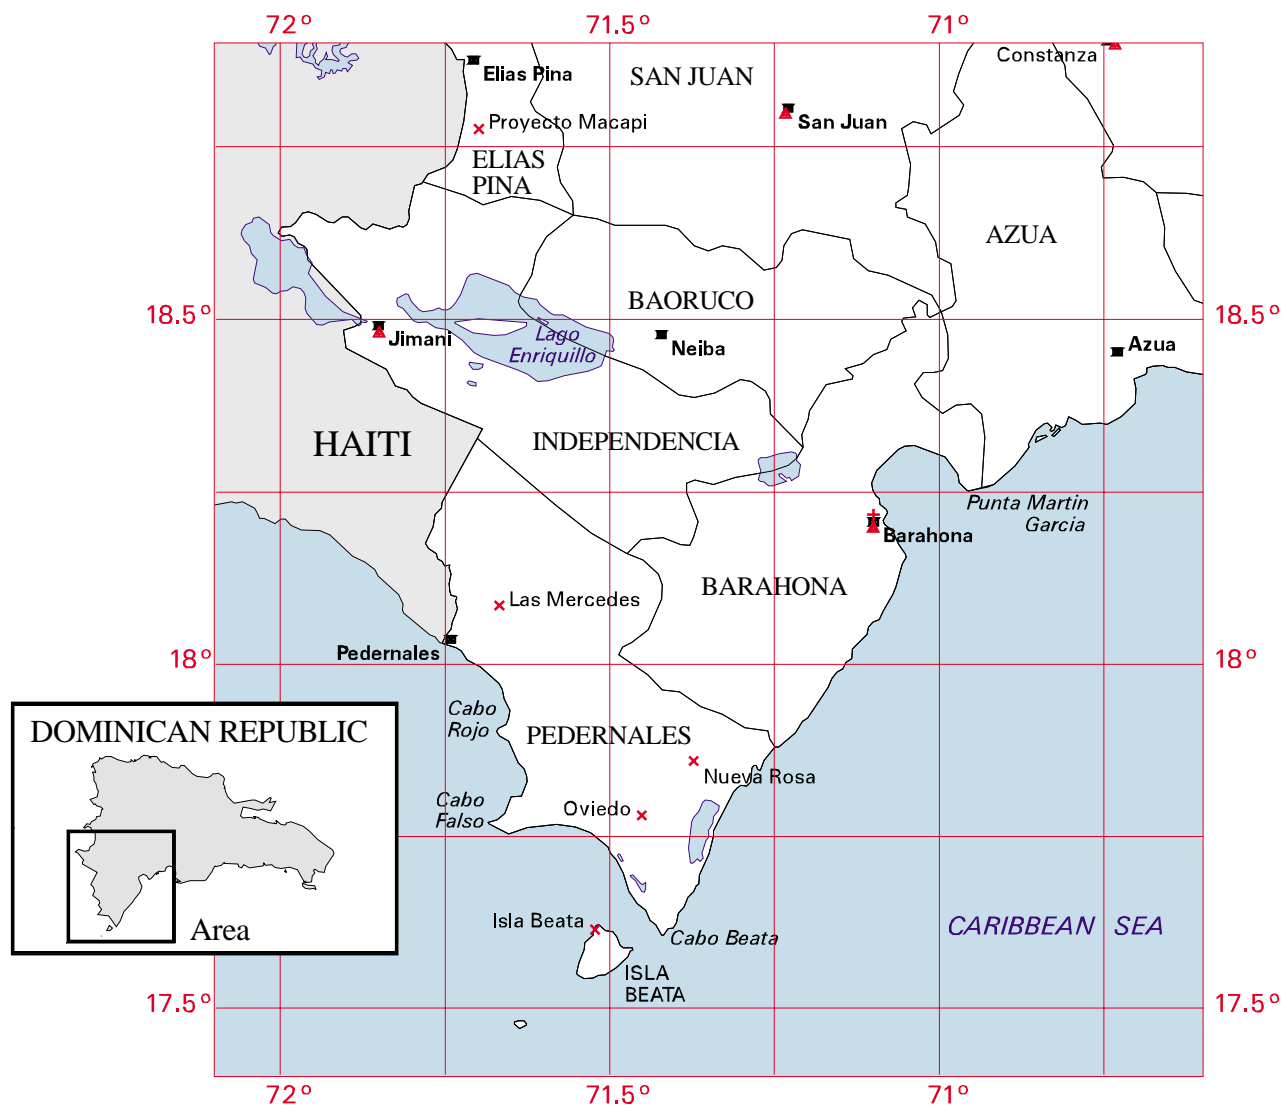 72°
71.5°
71°
Constanza
Elias Pina
SAN JUAN
Proyecto Macapi
San Juan
ELIAS
PINA
AZUA
BAORUCO
18.5°
18.5°
Jimani
Lago
Enriquillo
Neiba
Azua
HAITI
INDEPENDENCIA
Punta Martin
Garcia
Barahona
BARAHONA
Las Mercedes
Pedernales
18°
18°
Cabo
Rojo
DOMINICAN REPUBLIC
PEDERNALES
Nueva Rosa
Cabo
Falso
Oviedo
Area
Isla Beata
Cabo Beata
CARIBBEAN SEA
ISLA
BEATA
17.5°
17.5°
72°
71.5°
71°